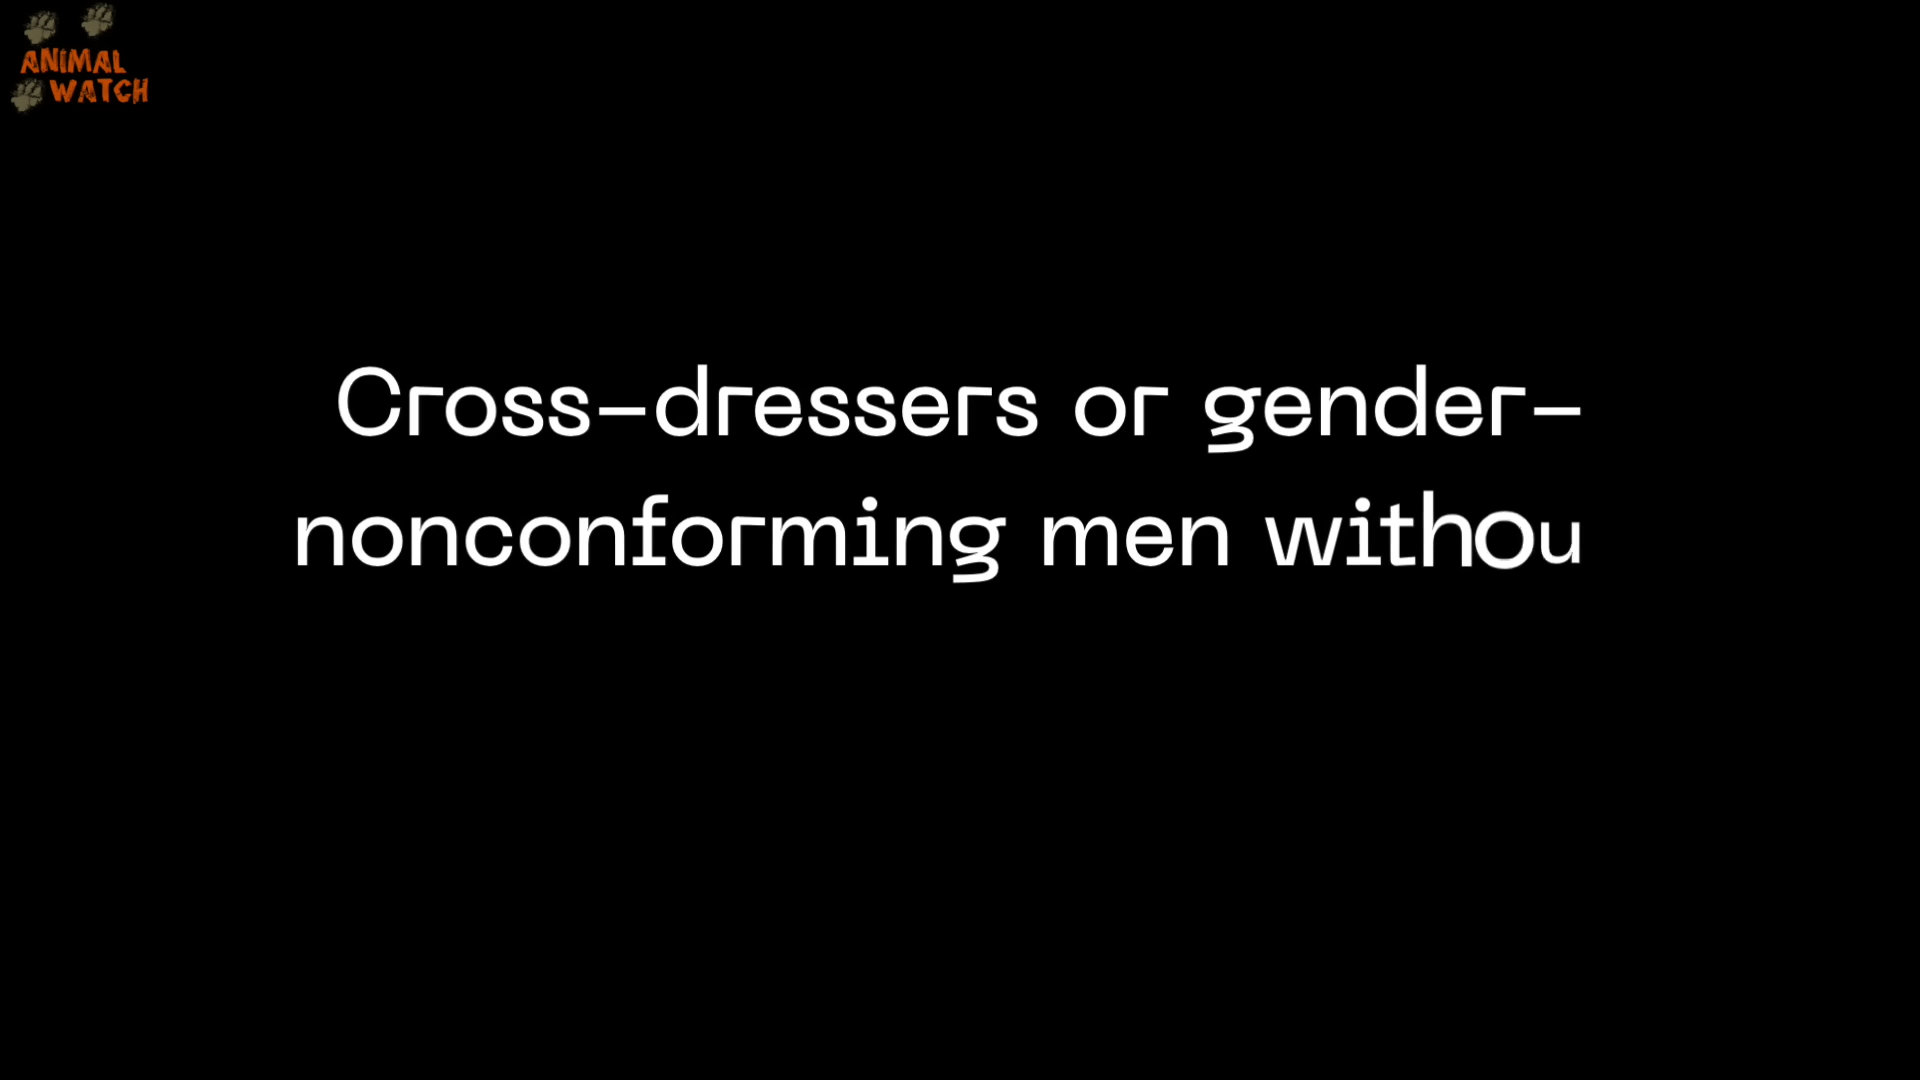 ANIMAL
WATCH
Cross-dressers or gender-
nonconforming men withou